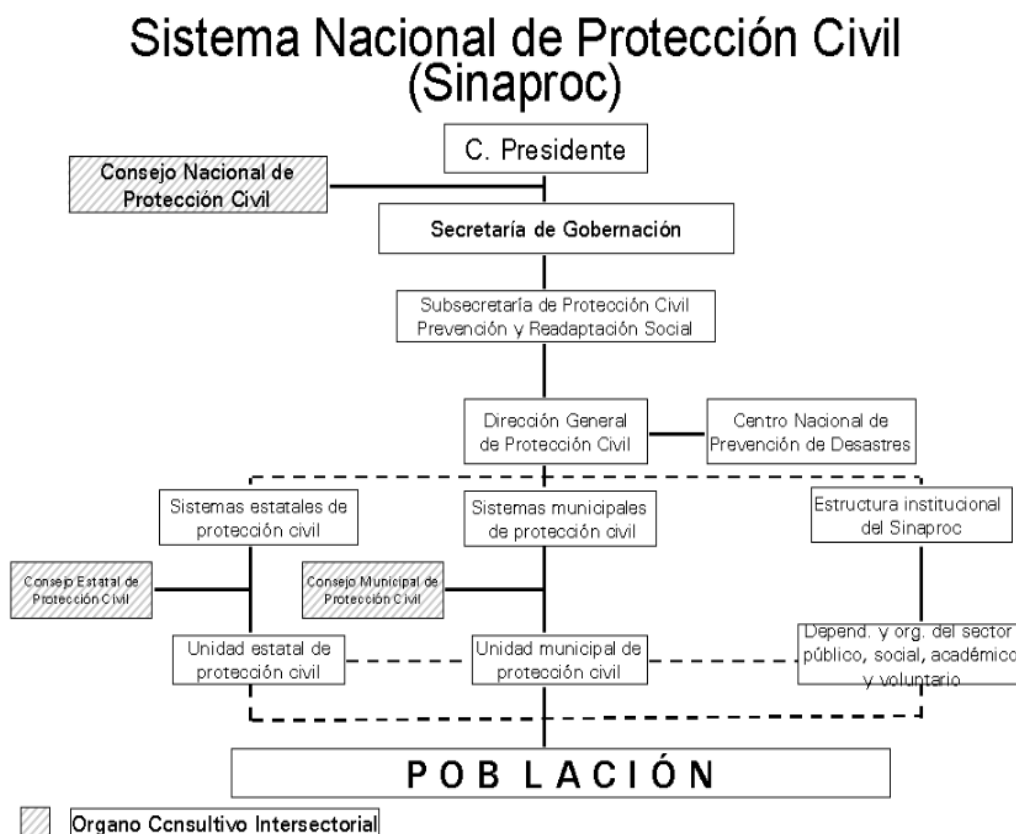 Sistema Nacional de Protección Civil
(Sinaproc)
C. Presidente
Consejo Nacional de
Protección Civil
Secretaría de Gobernación
Subsecretaría de Protección Civil
Prevención y Readaptación Social
Dirección General
de Protección Civil
Centro Nacional de
Prevención de Desastres
Sistemas estatales de
protección civil
Sistemas municipales
de protección civil
Estructura institucional
del Sinaproc
Consejo Estatal de
Protección Civil
Consejo Municipal de
Protección Civil
Unidad estatal de
protección civil
Unidad municipal de
protección civil
Depend. y org. del sector
público, social, académico
y voluntario
POBLACIÓN
Organo Ccnsultivo Intersectorial